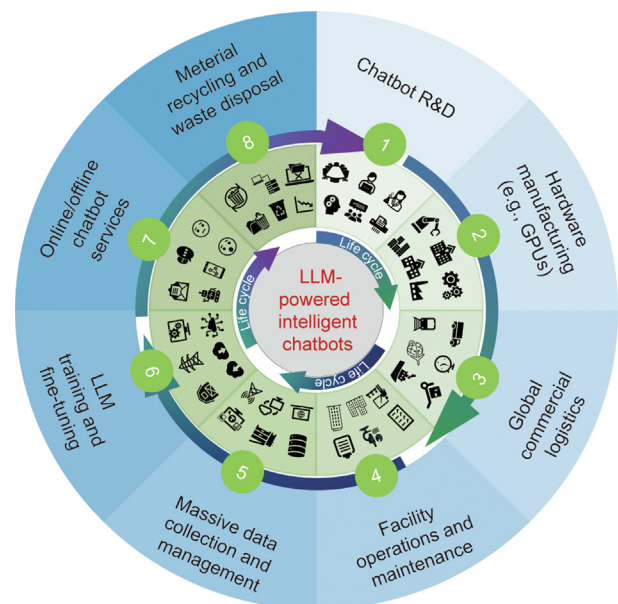 Chatbot R&D
1
Hardware
manufacturing
(e.g., GPUs)
2
Global
commercial
logistics
3
Facility
operations and
maintenance
4
Massive data
collection and
management
5
LLM
training and
fine-tuning
6
Online/offline
chatbot
services
7
Meterial
recycling and
waste disposal
8
Life cycle
Life cycle
Life cycle
LLM-
powered
intelligent
chatbots